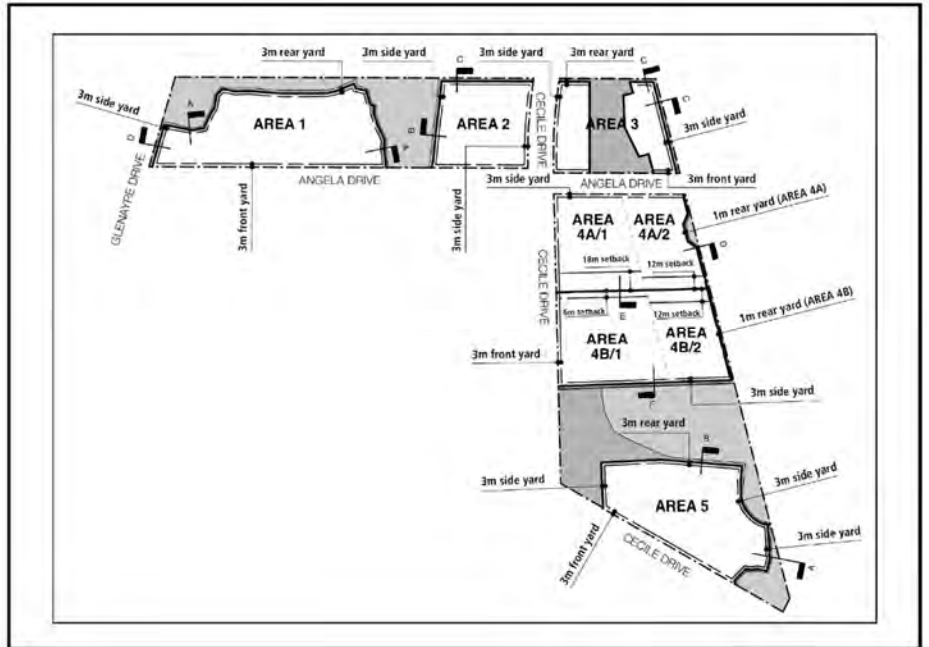 3m rear yard
3m side yard
3m side yard
3m rear yard
3m side yard
C
C
A
D
AREA 1
B
AREA 2
CECILE DRIVE
AREA 3
3m side yard
GLENAYRE DRIVE
ANGELA DRIVE
3m front yard
3m side yard
3m side yard
ANGELA DRIVE
3m front yard
1m rear yard (AREA 4A)
AREA
4A/1
AREA
4A/2
CECILE DRIVE
18m setback
12m setback
E
6m setback
12m setback
1m rear yard (AREA 4B)
AREA
4B/1
AREA
4B/2
3m front yard
3m side yard
F
3m rear yard
B
3m side yard
3m side yard
AREA 5
3m side yard
3m front yard
CECILE DRIVE
A